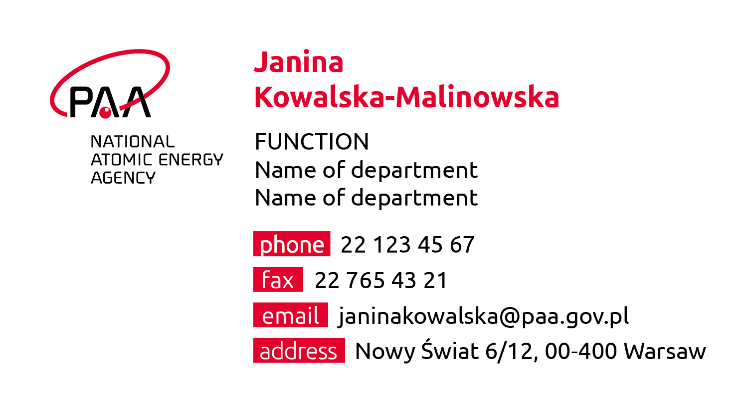 PAA
NATIONAL
ATOMIC ENERGY
AGENCY
Janina
Kowalska-Malinowska
FUNCTION
Name of department
Name of department
phone 22 123 45 67
fax 22 765 43 21
email janinakowalska@paa.gov.pl
address Nowy Świat 6/12, 00-400 Warsaw